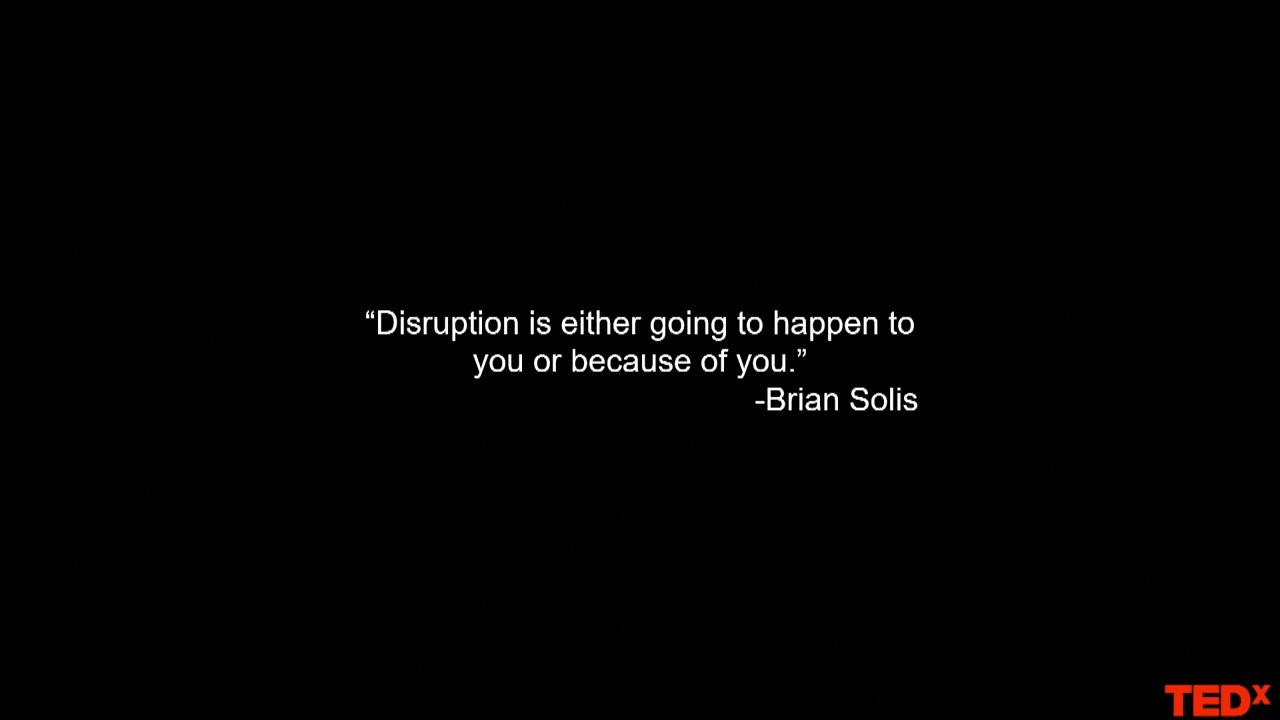 “Disruption is either going to happen to
you or because of you.”
-Brian Solis
TEDx